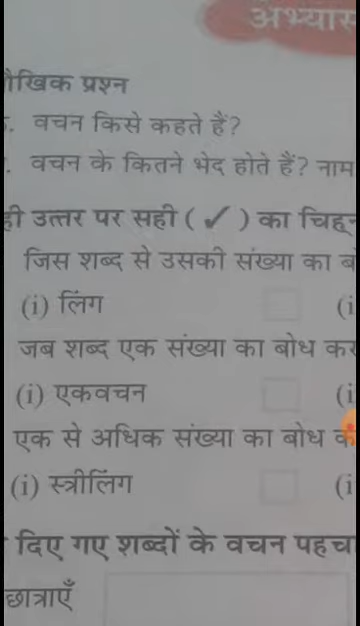 अभ्यास
मौखिक प्रश्न
वचन किसे कहते हैं?
वचन के कितने भेद होते हैं? नाम
ही उत्तर पर सही ( ✓ ) का चिह्
जिस शब्द से उसकी संख्या का ब
(i) लिंग (i
जब शब्द एक संख्या का बोध कर
(i) एकवचन (i
एक से अधिक संख्या का बोध क
(i) स्त्रीलिंग (i
दिए गए शब्दों के वचन पहच
छात्राएँ